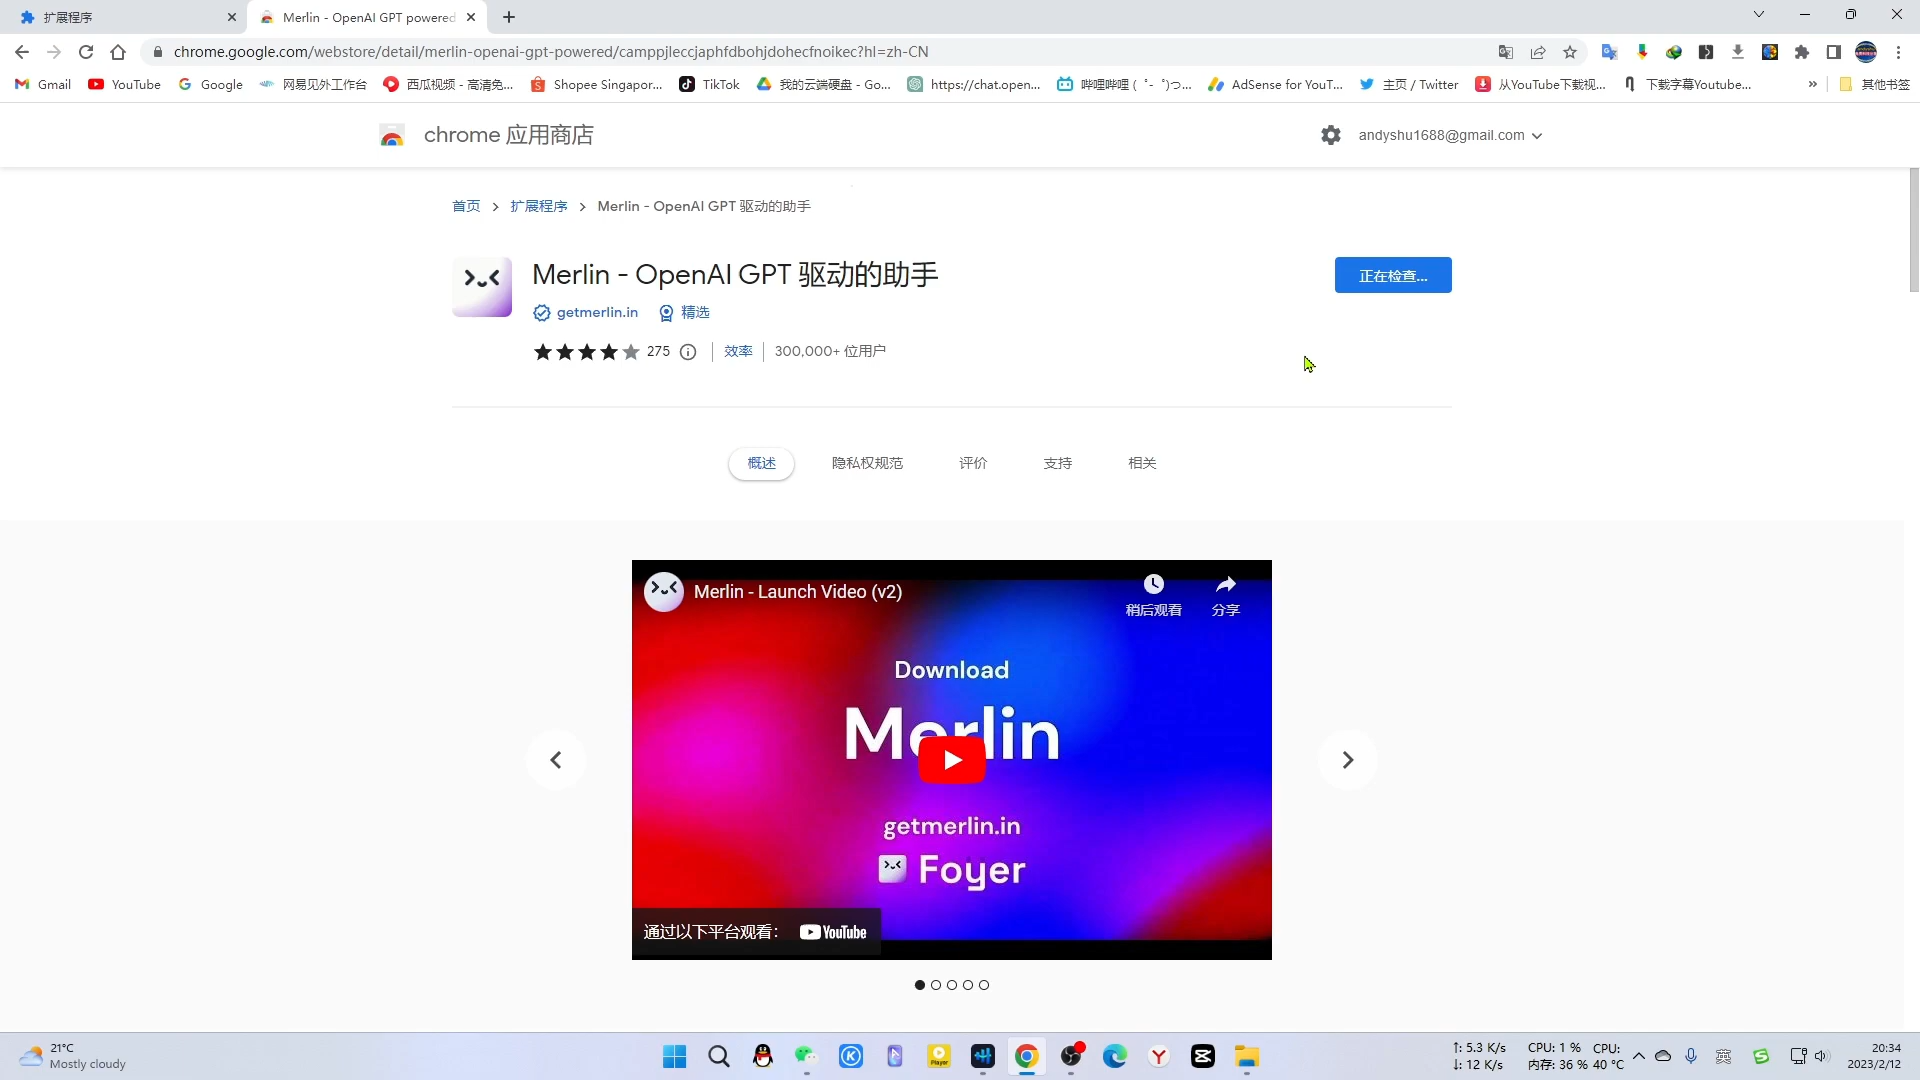 扩展程序
Merlin - OpenAI GPT powered
chrome.google.com/webstore/detail/merlin-openai-gpt-powered/camppjleccjaphfdbohjdohecfnoikec?hl=zh-CN
Gmail
YouTube
Google
网易见外工作台
西瓜视频 - 高清免...
Shopee Singapor...
TikTok
我的云端硬盘 - Go...
https://chat.open...
哔哩哔哩 (゜-゜)つ...
AdSense for YouT...
主页 / Twitter
从YouTube下载视...
下载字幕Youtube...
»
其他书签
chrome 应用商店
andyshu1688@gmail.com
首页 > 扩展程序 > Merlin - OpenAI GPT 驱动的助手
Merlin - OpenAI GPT 驱动的助手
正在检查...
getmerlin.in
精选
275
效率
300,000+ 位用户
概述
隐私权规范
评价
支持
相关
Merlin - Launch Video (v2)
稍后观看
分享
Download
Merlin
getmerlin.in
Foyer
通过以下平台观看：
YouTube
21°C
Mostly cloudy
Player
↑: 5.3 K/s
↓: 12 K/s
CPU: 1 %
CPU:
内存: 36 %
40 °C
英
20:34
2023/2/12